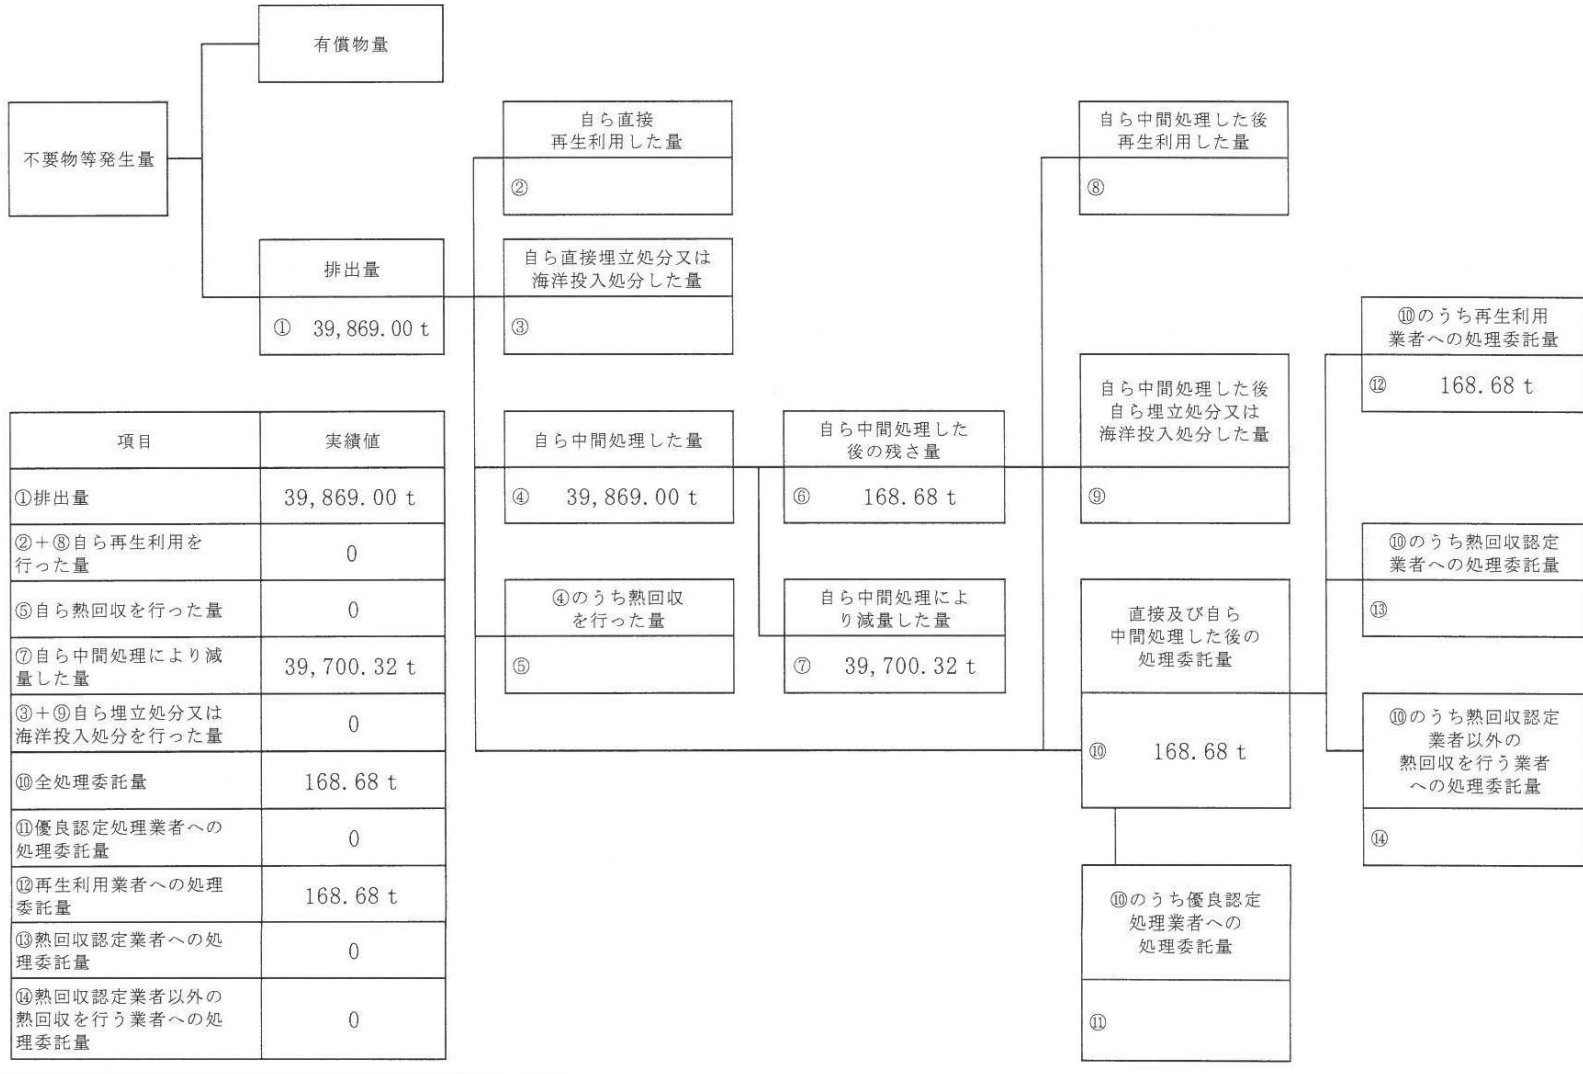 有償物量
不要物等発生量
排出量
① 39,869.00 t
自ら直接
再生利用した量
②
自ら直接埋立処分又は
海洋投入処分した量
③
自ら中間処理した量
④ 39,869.00 t
④のうち熱回収
を行った量
⑤
自ら中間処理した
後の残さ量
⑥ 168.68 t
自ら中間処理によ
り減量した量
⑦ 39,700.32 t
自ら中間処理した後
再生利用した量
⑧
自ら中間処理した後
自ら埋立処分又は
海洋投入処分した量
⑨
直接及び自ら
中間処理した後の
処理委託量
⑩ 168.68 t
⑩のうち優良認定
処理業者への
処理委託量
⑪
⑩のうち再生利用
業者への処理委託量
⑫ 168.68 t
⑩のうち熱回収認定
業者への処理委託量
⑬
⑩のうち熱回収認定
業者以外の
熱回収を行う業者
への処理委託量
⑭
項目 実績値
①排出量 39,869.00 t
②+⑧自ら再生利用を
行った量 0
⑤自ら熱回収を行った量 0
⑦自ら中間処理により減
量した量 39,700.32 t
③+⑨自ら埋立処分又は
海洋投入処分を行った量 0
⑩全処理委託量 168.68 t
⑪優良認定処理業者への
処理委託量 0
⑫再生利用業者への処理
委託量 168.68 t
⑬熱回収認定業者への処
理委託量 0
⑭熱回収認定業者以外の
熱回収を行う業者への処
理委託量 0